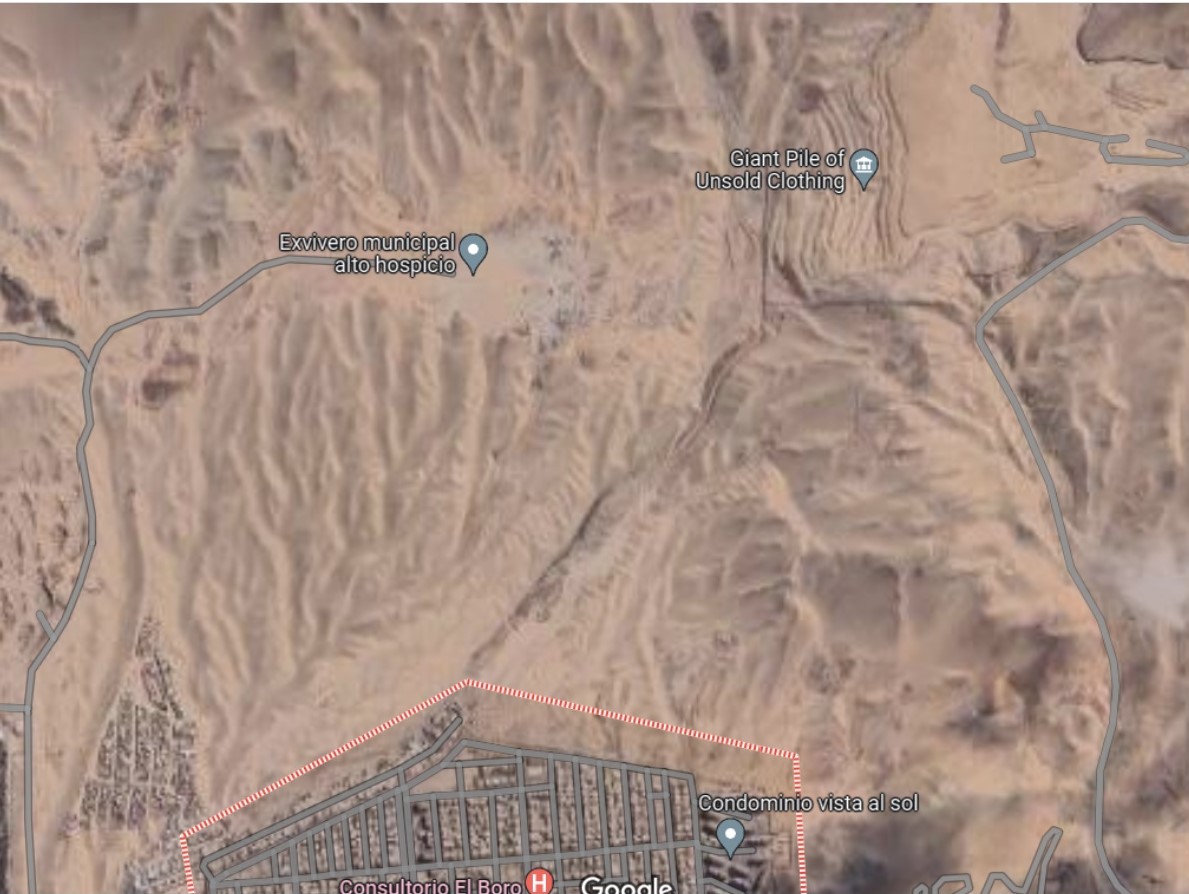 Giant Pile of
Unsold Clothing
Exvivero municipal
alto hospicio
Condominio vista al sol
Consultorio El Boro
H
Google